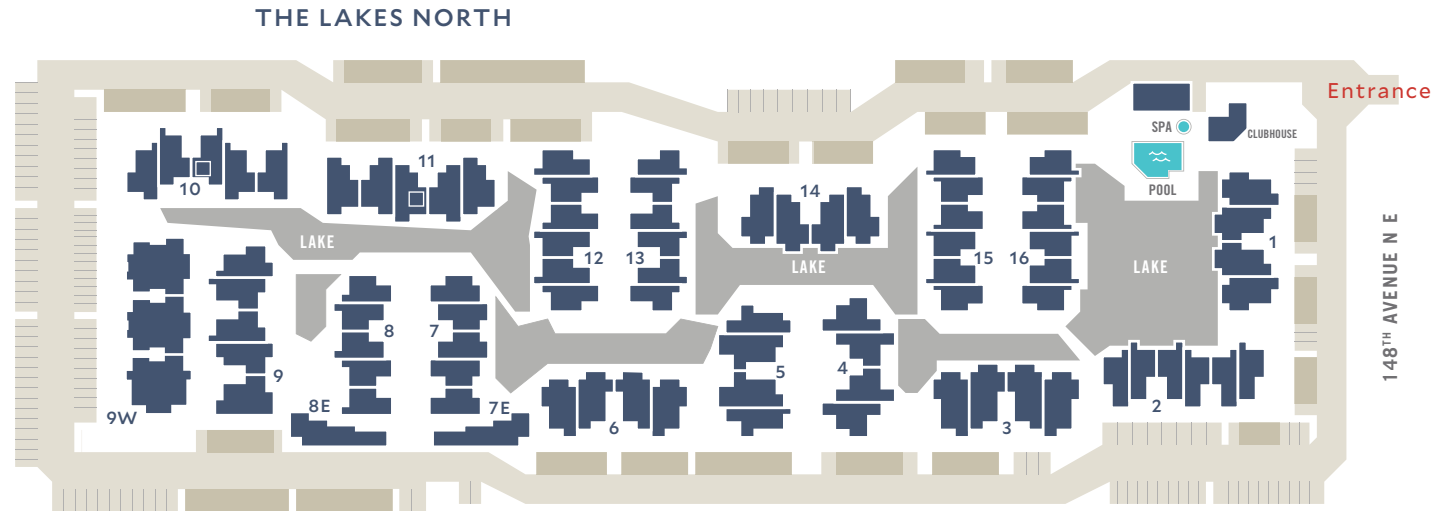 THE LAKES NORTH
Entrance
SPA
CLUBHOUSE
11
10
POOL
14
LAKE
1
12
13
15
16
LAKE
LAKE
148TH AVENUE N E
8
7
5
4
9
8E
7E
2
9W
6
3